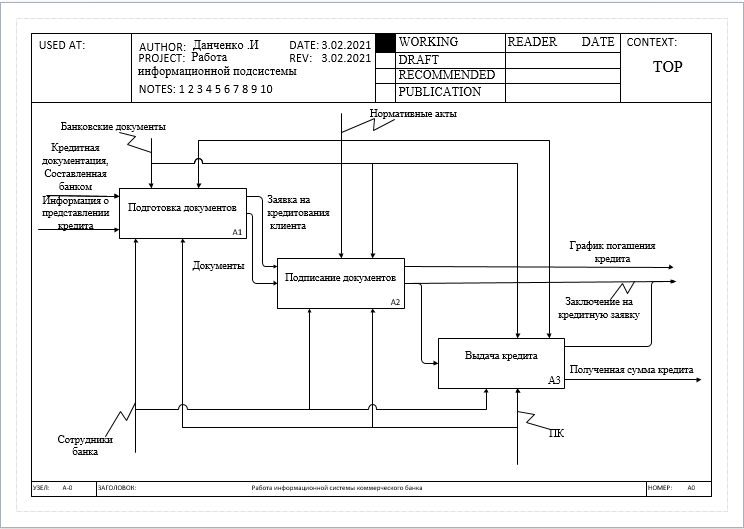 USED AT:
AUTHOR: Данченко .И
DATE: 3.02.2021
PROJECT: Работа
информационной подсистемы
REV: 3.02.2021
NOTES: 1 2 3 4 5 6 7 8 9 10
WORKING
DRAFT
RECOMMENDED
PUBLICATION
READER DATE
CONTEXT:
TOP
Банковские документы
Нормативные акты
Кредитная
документация,
Составленная
банком
Информация о
представлении
кредита
Подготовка документов
A1
Заявка на
кредитования
клиента
Документы
Подписание документов
A2
График погашения
кредита
Заключение на
кредитную заявку
Выдача кредита
A3
Полученная сумма кредита
Сотрудники
банка
ПК
УЗЕЛ: A-0
ЗАГОЛОВОК:
Работа информационной системы коммерческого банка
НОМЕР: A0